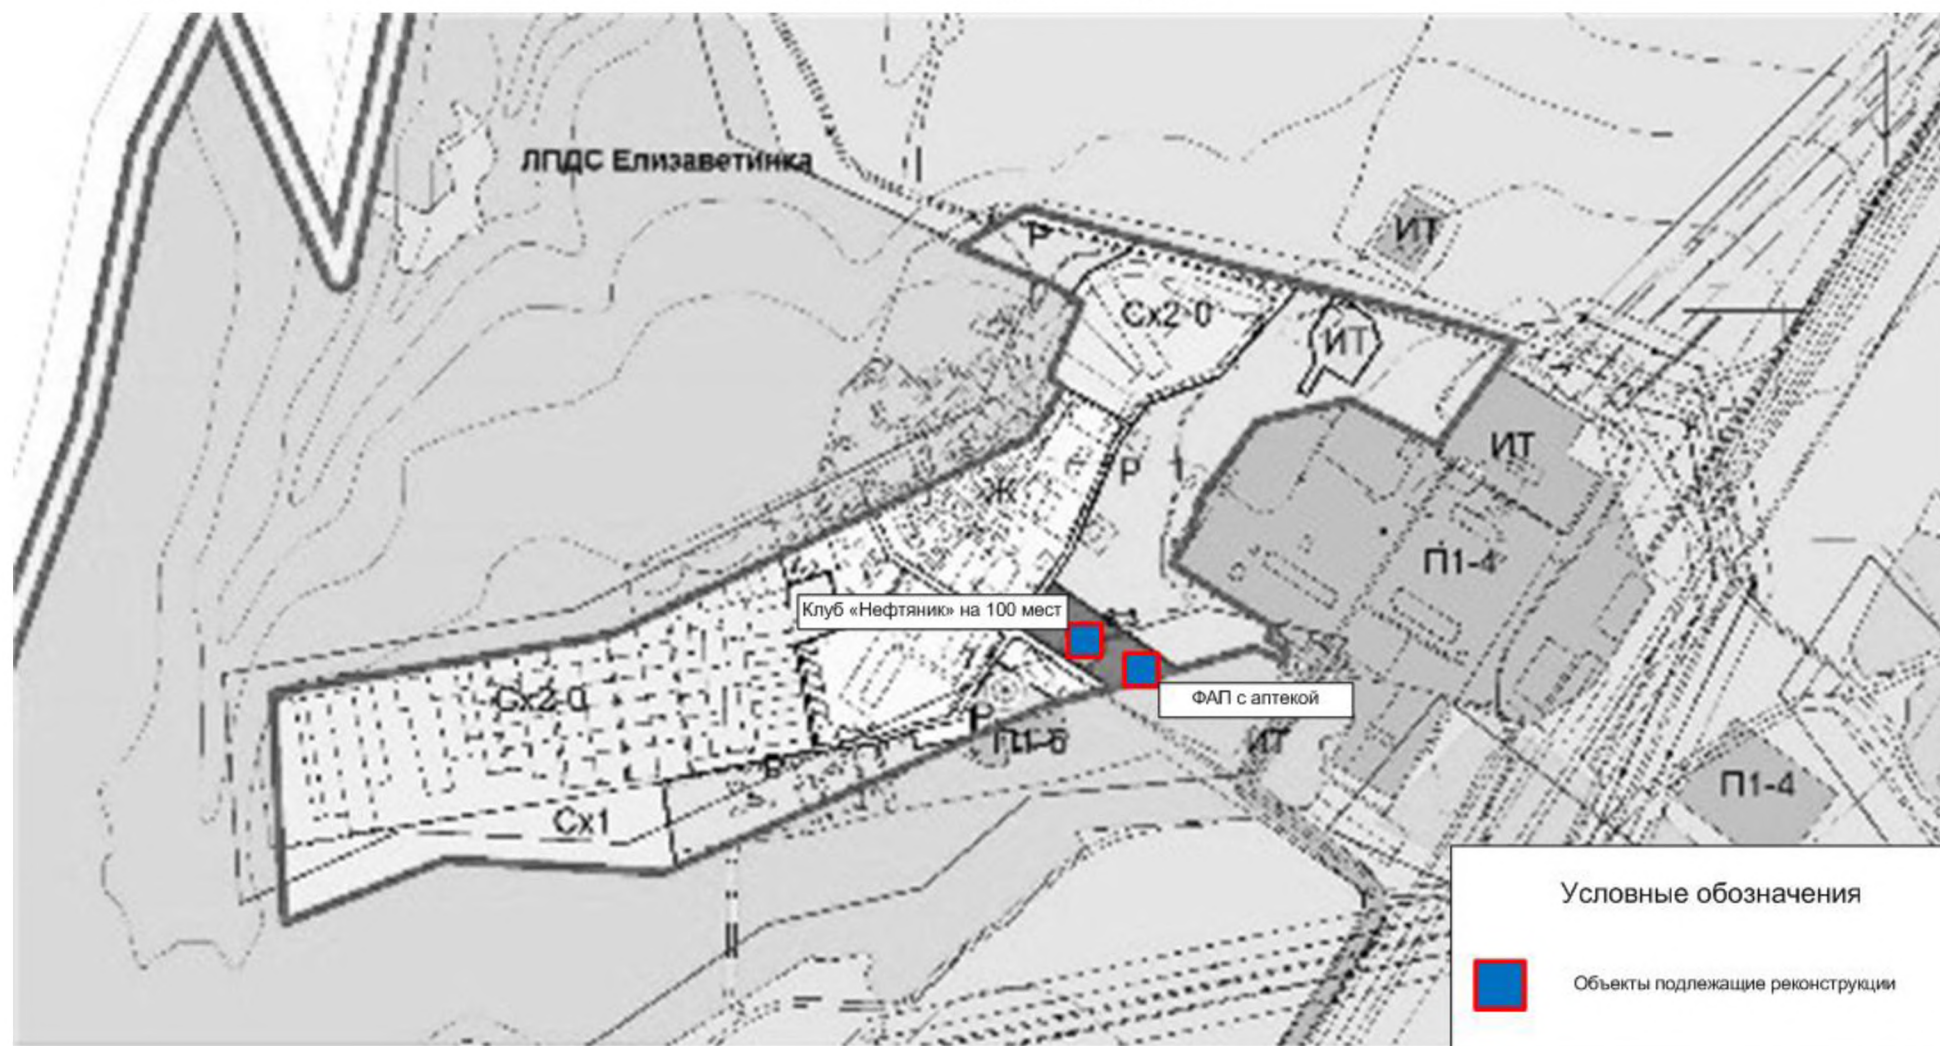 ЛПДС Елизаветинка
Р
ИТ
Сх2-0
ИТ
ИТ
Р
Ж
П1-4
Клуб «Нефтяник» на 100 мест
ФАП с аптекой
Сх2-0
Р
П1-6
ИТ
Р
П1-4
Сх1
Условные обозначения
Объекты подлежащие реконструкции